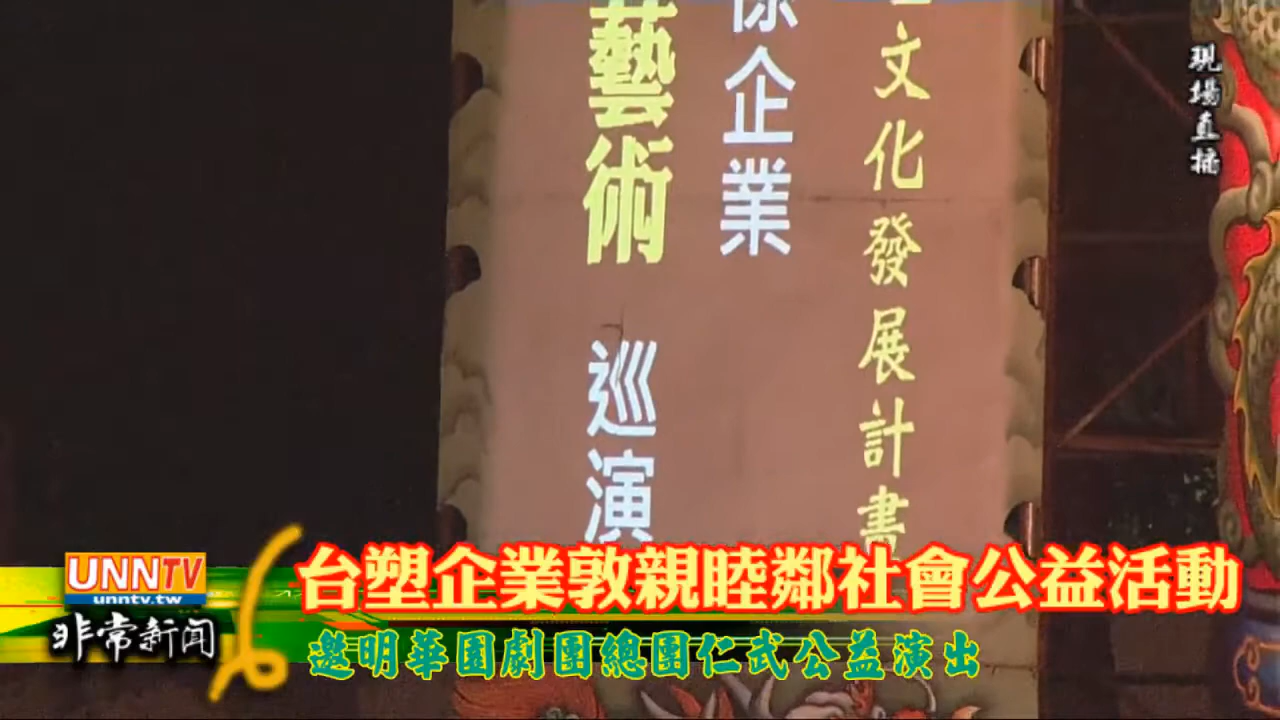 文化發展計畫
企業
藝術 巡演
現場直播
UNNTV
unntv.tw
非常新闻
台塑企業敦親睦鄰社會公益活動
邀明華園劇團總團仁武公益演出